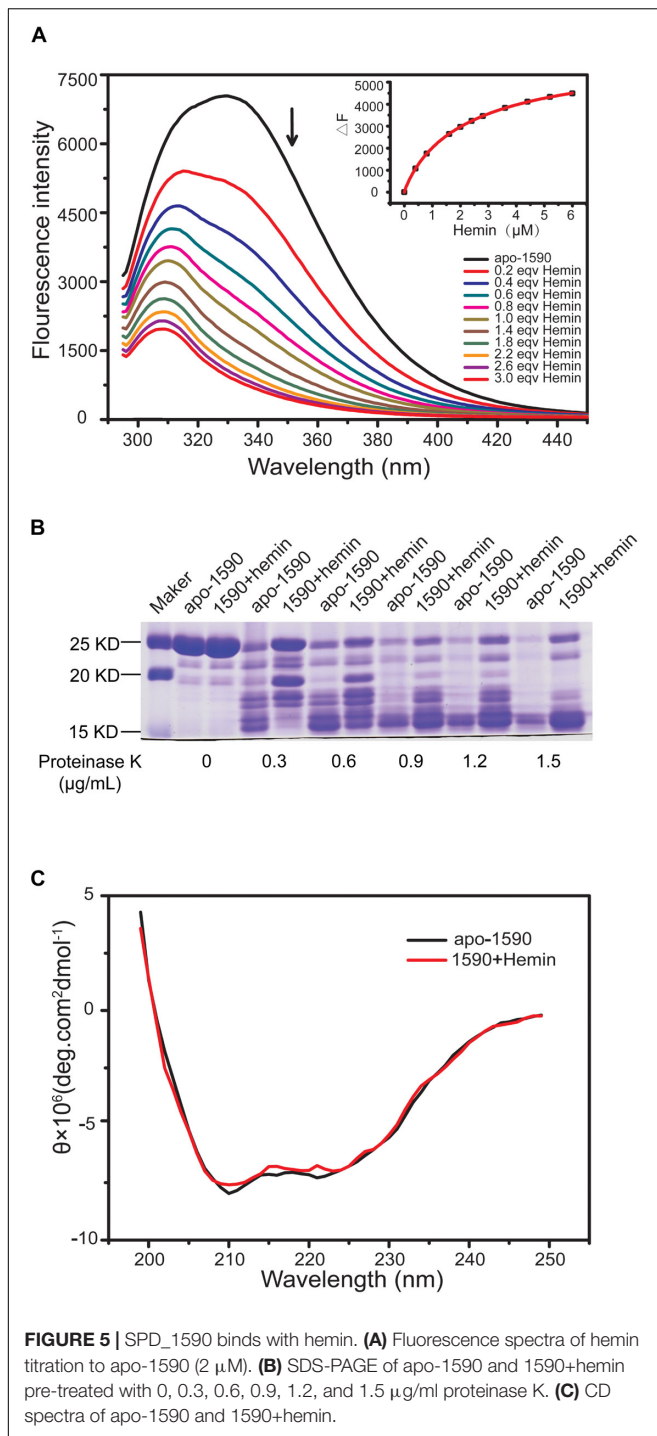 A
7500
6000
4500
3000
1500
0
Flourescence intensity
300 320 340 360 380 400 420 440
Wavelength (nm)
5000
4000
3000
2000
1000
0
△F
0 1 2 3 4 5 6
Hemin (μM)
apo-1590
0.2 eqv Hemin
0.4 eqv Hemin
0.6 eqv Hemin
0.8 eqv Hemin
1.0 eqv Hemin
1.4 eqv Hemin
1.8 eqv Hemin
2.2 eqv Hemin
2.6 eqv Hemin
3.0 eqv Hemin
B
Maker
apo-1590
1590+hemin
apo-1590
1590+hemin
apo-1590
1590+hemin
apo-1590
1590+hemin
apo-1590
1590+hemin
apo-1590
1590+hemin
25 KD
20 KD
15 KD
Proteinase K 0 0.3 0.6 0.9 1.2 1.5
(μg/mL)
C
5
0
-5
-10
θ×10⁶(deg.com²dmol⁻¹)
apo-1590
1590+Hemin
200 210 220 230 240 250
Wavelength (nm)
FIGURE 5 | SPD_1590 binds with hemin. (A) Fluorescence spectra of hemin
titration to apo-1590 (2 μM). (B) SDS-PAGE of apo-1590 and 1590+hemin
pre-treated with 0, 0.3, 0.6, 0.9, 1.2, and 1.5 μg/ml proteinase K. (C) CD
spectra of apo-1590 and 1590+hemin.